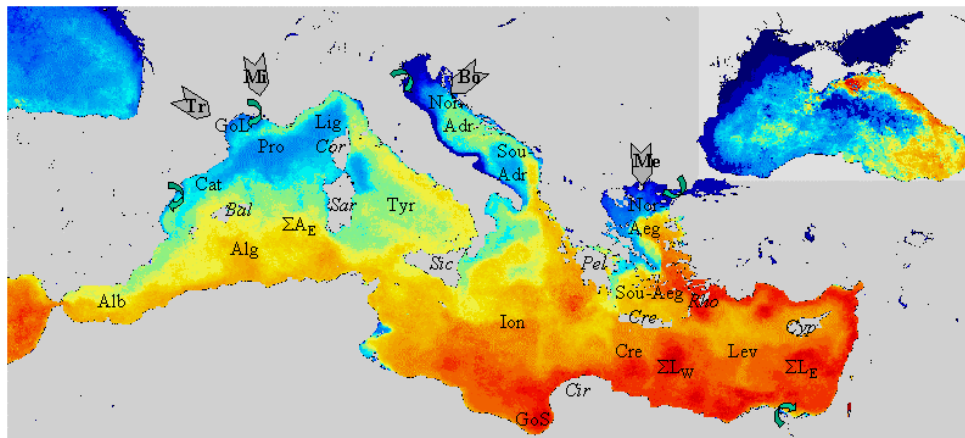 Mi
Bo
Tr
Nor-
GoL
Lig
Adr
Pro
Cor
Sou
Me
Adr
Cat
Bal
Sar
Tyr
Nor-
ΣAE
Aeg
Alg
Sic
Pel
Alb
Sou-Aeg
Rho
Ion
Cre
Cyp
Cre
Lev
ΣLW
ΣLE
Cir
GoS